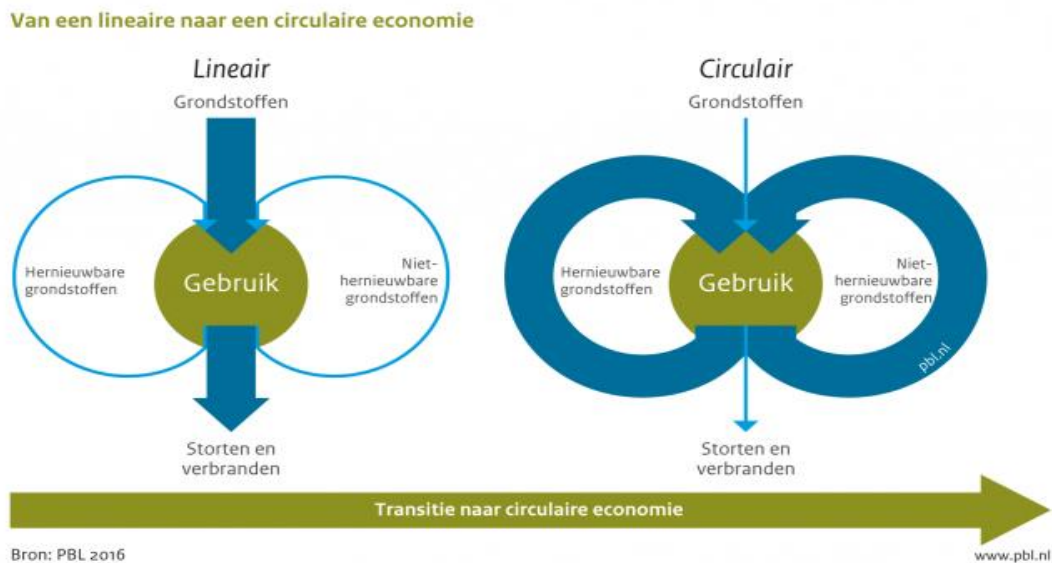 Van een lineaire naar een circulaire economie
Lineair
Grondstoffen
Hernieuwbare
grondstoffen
Gebruik
Niet-
hernieuwbare
grondstoffen
Storten en
verbranden
Circulair
Grondstoffen
Hernieuwbare
grondstoffen
Gebruik
Niet-
hernieuwbare
grondstoffen
pbl.nl
Storten en
verbranden
Transitie naar circulaire economie
Bron: PBL 2016
www.pbl.nl